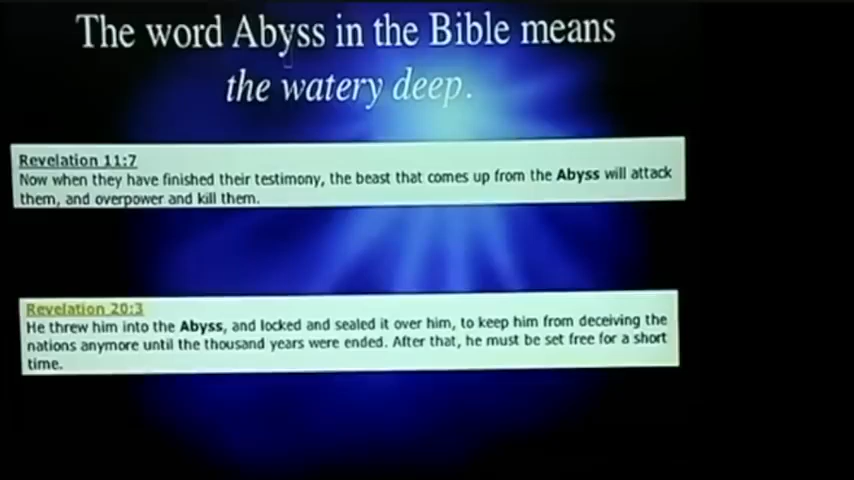 The word Abyss in the Bible means
the watery deep.
Revelation 11:7
Now when they have finished their testimony, the beast that comes up from the Abyss will attack
them, and overpower and kill them.
Revelation 20:3
He threw him into the Abyss, and locked and sealed it over him, to keep him from deceiving the
nations anymore until the thousand years were ended. After that, he must be set free for a short
time.